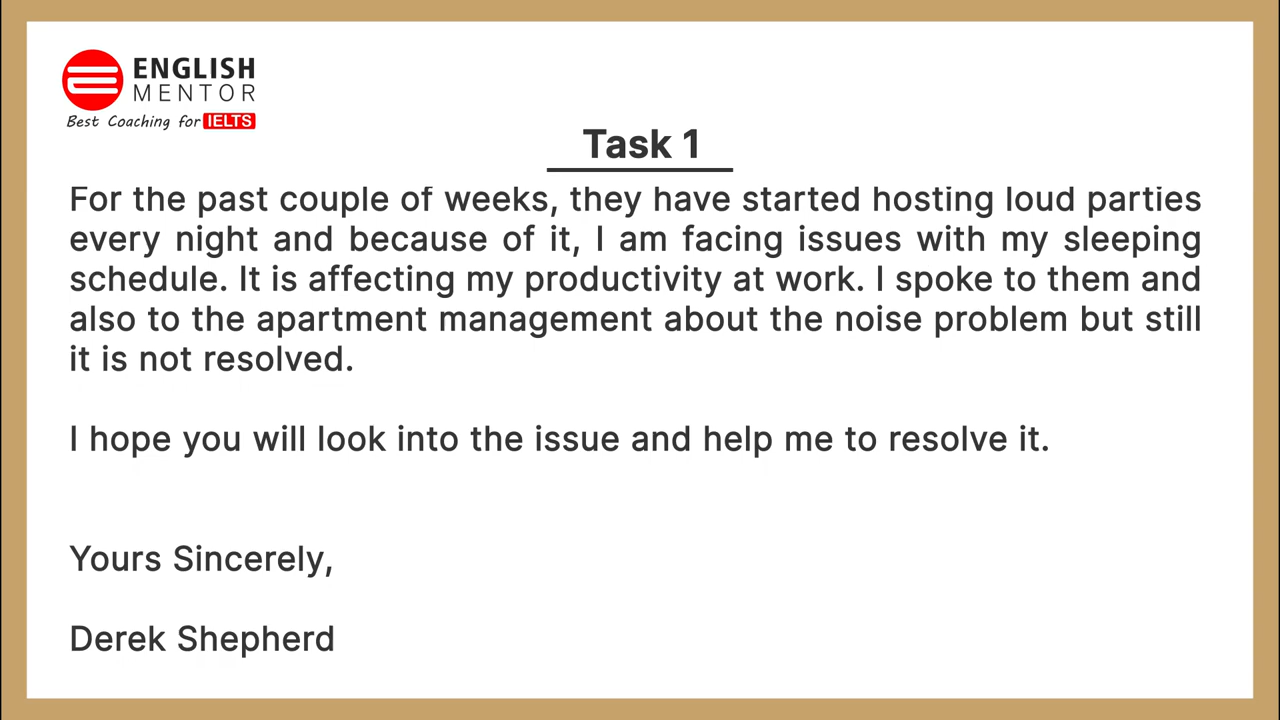 ENGLISH
MENTOR
Best Coaching for IELTS
Task 1
For the past couple of weeks, they have started hosting loud parties
every night and because of it, I am facing issues with my sleeping
schedule. It is affecting my productivity at work. I spoke to them and
also to the apartment management about the noise problem but still
it is not resolved.
I hope you will look into the issue and help me to resolve it.
Yours Sincerely,
Derek Shepherd